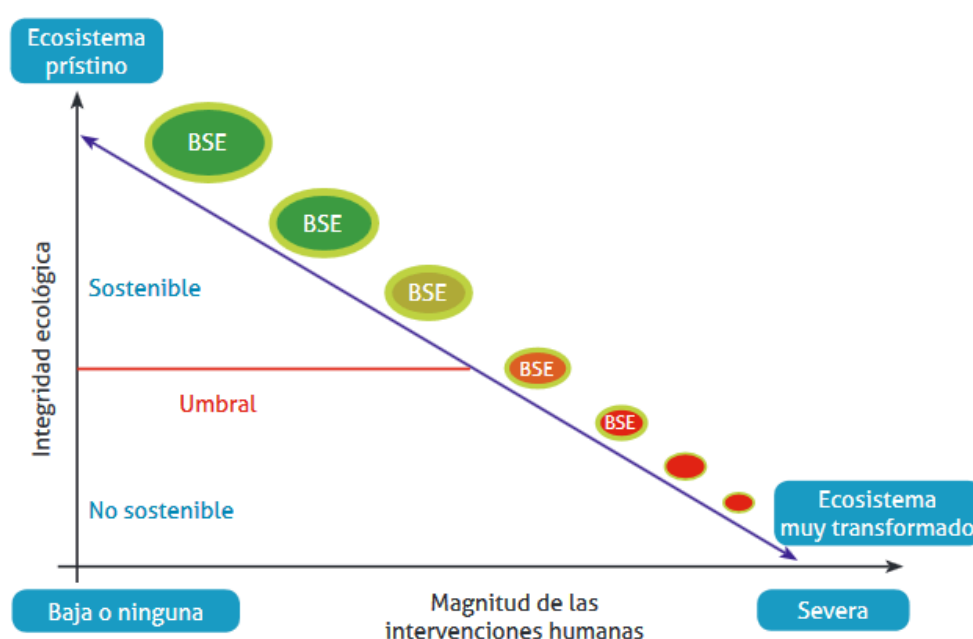 Ecosistema
prístino
BSE
BSE
BSE
BSE
BSE
Integridad ecológica
Sostenible
Umbral
No sostenible
Ecosistema
muy transformado
Baja o ninguna
Magnitud de las
intervenciones humanas
Severa